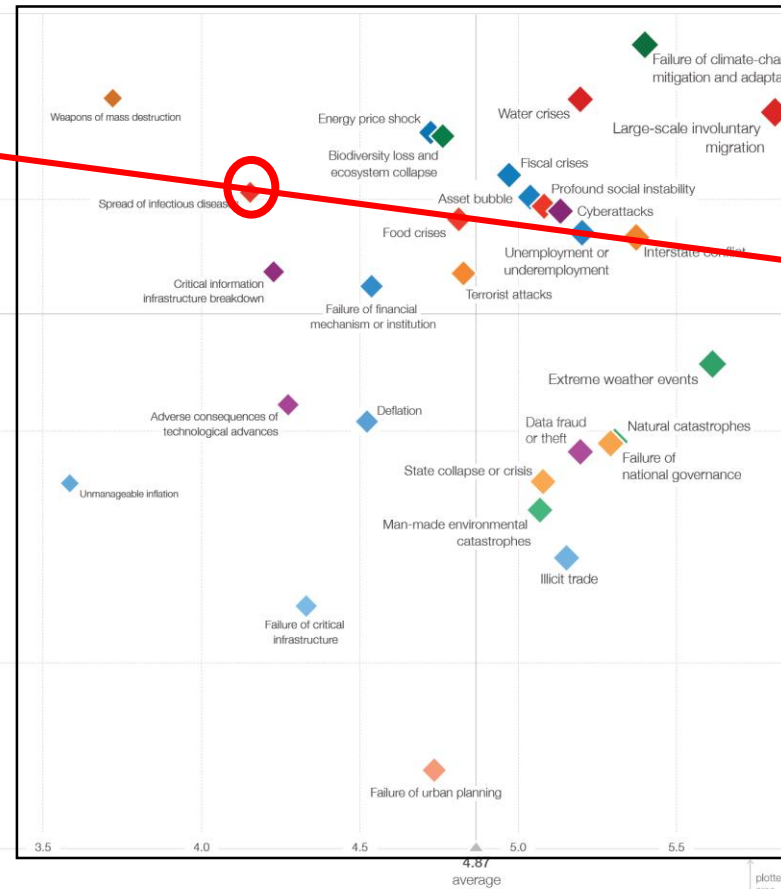 Failure of climate-cha
mitigation and adapta
Weapons of mass destruction
Water crises
Energy price shock
Large-scale involuntary
migration
Biodiversity loss and
ecosystem collapse
Fiscal crises
Asset bubble
Profound social instability
Spread of infectious diseas
Cyberattacks
Food crises
Unemployment or
underemployment
Interstate conflict
Critical information
infrastructure breakdown
Terrorist attacks
Failure of financial
mechanism or institution
Extreme weather events
Adverse consequences of
technological advances
Deflation
Data fraud
or theft
Natural catastrophes
Failure of
national governance
State collapse or crisis
Unmanageable inflation
Man-made environmental
catastrophes
Illicit trade
Failure of critical
infrastructure
Failure of urban planning
3.5 4.0 4.5 5.0 5.5
4.87
average
plotte